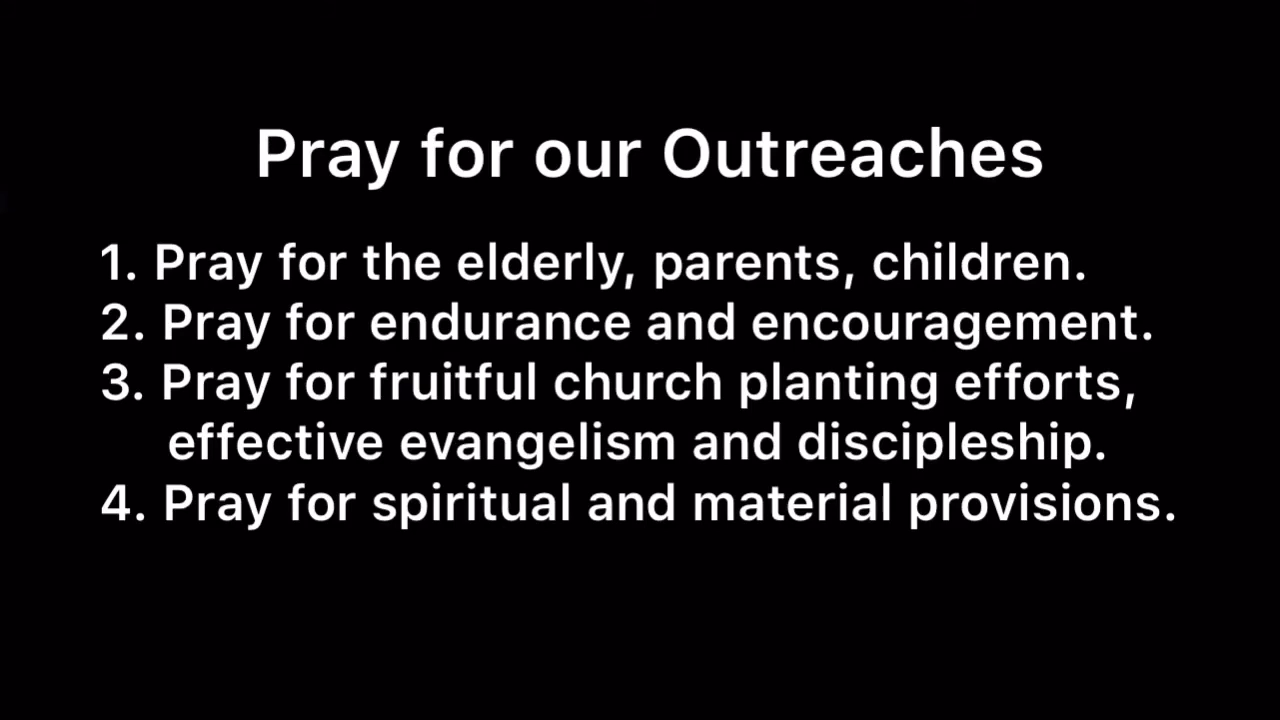 Pray for our Outreaches
1. Pray for the elderly, parents, children.
2. Pray for endurance and encouragement.
3. Pray for fruitful church planting efforts,
effective evangelism and discipleship.
4. Pray for spiritual and material provisions.